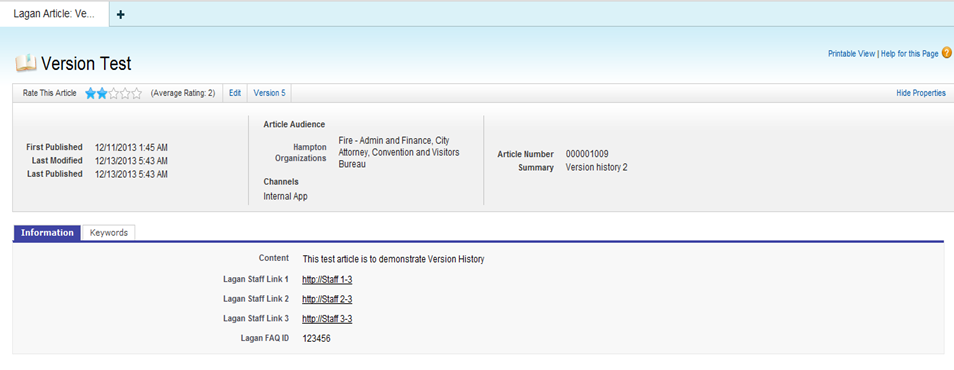 Lagan Article: Ve...
Version Test
Printable View | Help for this Page
Rate This Article (Average Rating: 2) Edit Version 5 Hide Properties
First Published 12/11/2013 1:45 AM
Last Modified 12/13/2013 5:43 AM
Last Published 12/13/2013 5:43 AM
Article Audience
Hampton Organizations
Fire - Admin and Finance, City
Attorney, Convention and Visitors
Bureau
Channels
Internal App
Article Number 000001009
Summary Version history 2
Information Keywords
Content This test article is to demonstrate Version History
Lagan Staff Link 1 http://Staff 1-3
Lagan Staff Link 2 http://Staff 2-3
Lagan Staff Link 3 http://Staff 3-3
Lagan FAQ ID 123456